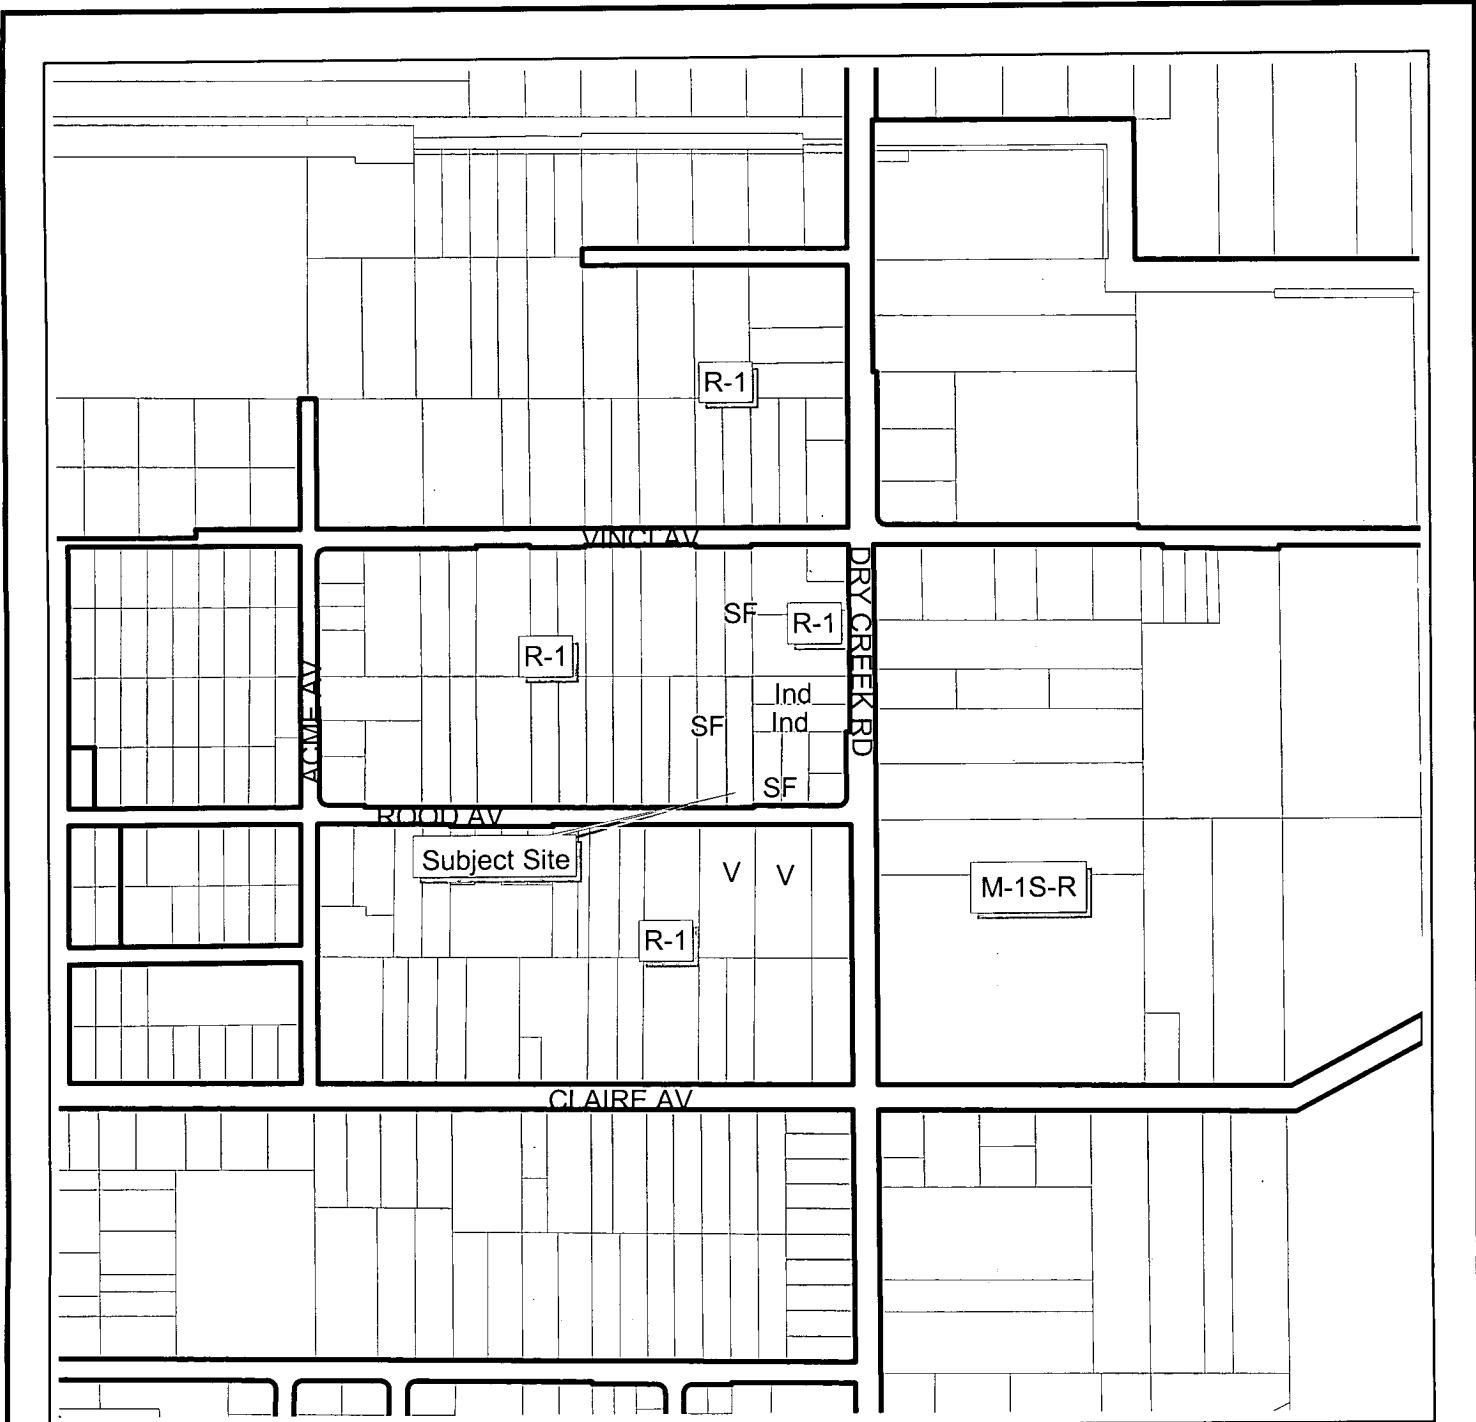 R-1
VINCI AV
DRY CREEK RD
SF
R-1
R-1
ACME AV
Ind
SF
Ind
SF
ROOD AV
Subject Site
V V
M-1S-R
R-1
CLAIRE AV